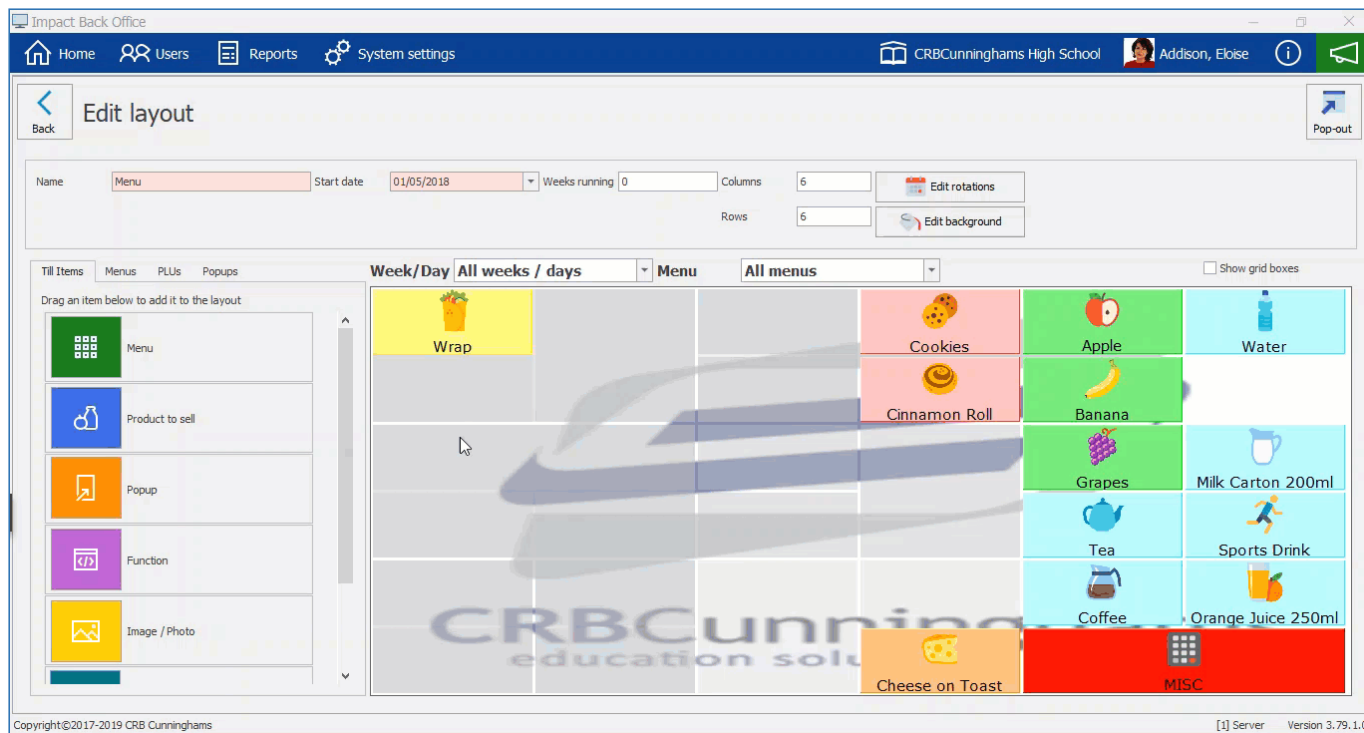 Impact Back Office
Home Users Reports System settings CRBCunninghams High School Addison, Eloise
Back Edit layout Pop-out
Name Menu Start date 01/05/2018 Weeks running 0 Columns 6 Edit rotations
Rows 6 Edit background
Till Items Menus PLUs Popups Week/Day All weeks / days Menu All menus Show grid boxes
Drag an item below to add it to the layout
Menu
Product to sell
Popup
Function
Image / Photo
Wrap Cookies Apple Water
Cinnamon Roll Banana
Grapes Milk Carton 200ml
Tea Sports Drink
Coffee Orange Juice 250ml
CRBCunning
education solu
Cheese on Toast MISC
Copyright©2017-2019 CRB Cunninghams [1] Server Version 3.79.1.0